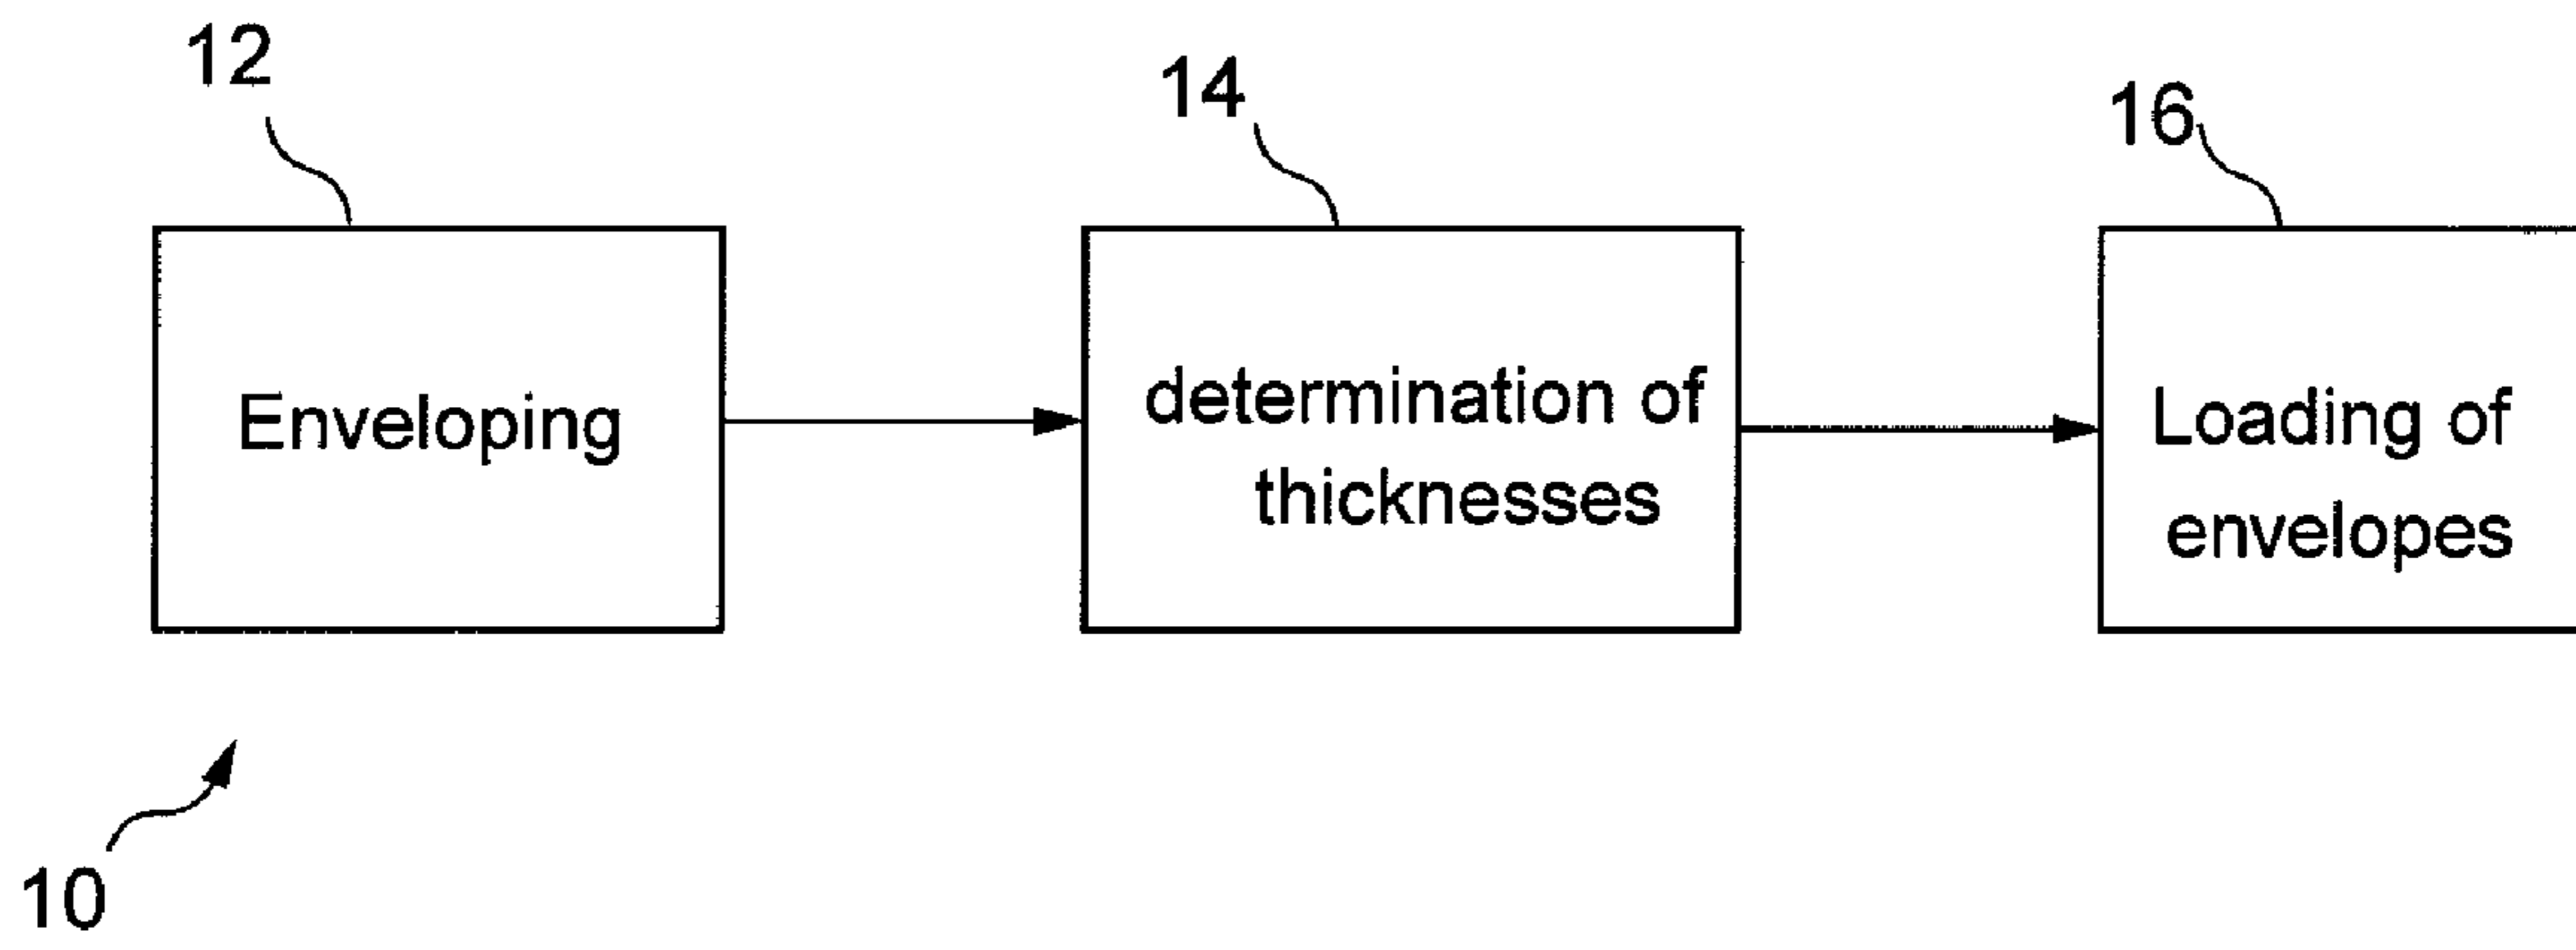 12
14
16
Enveloping
determination of
thicknesses
Loading of
envelopes
10